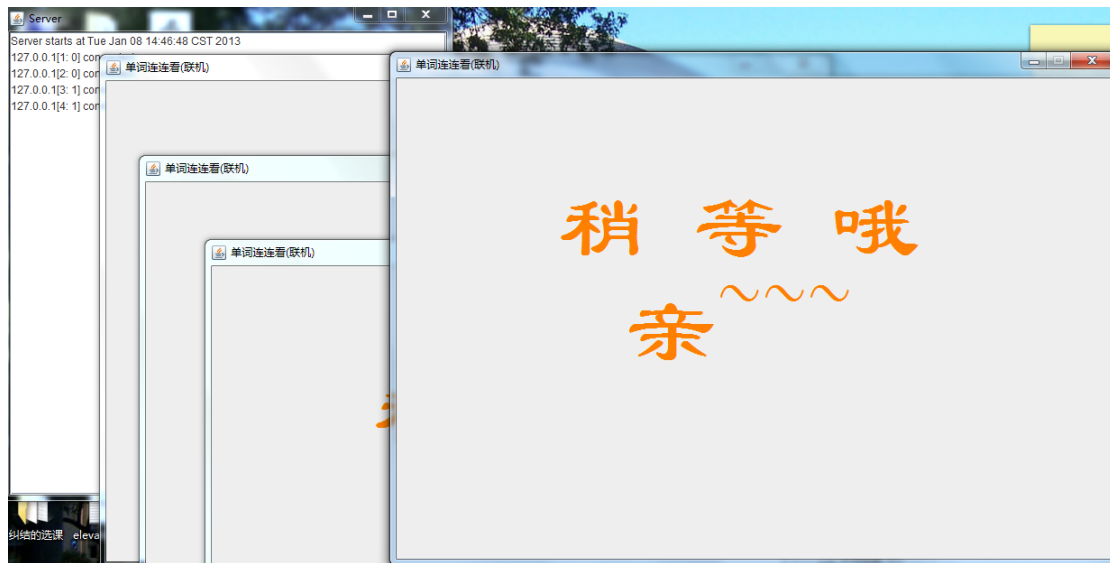 Server
Server starts at Tue Jan 08 14:46:48 CST 2013
127.0.0.1[1: 0]
127.0.0.1[2: 0]
127.0.0.1[3: 1]
127.0.0.1[4: 1]
单词连连看(联机)
单词连连看(联机)
单词连连看(联机)
单词连连看(联机)
稍等哦
亲~~~
纠结的选课